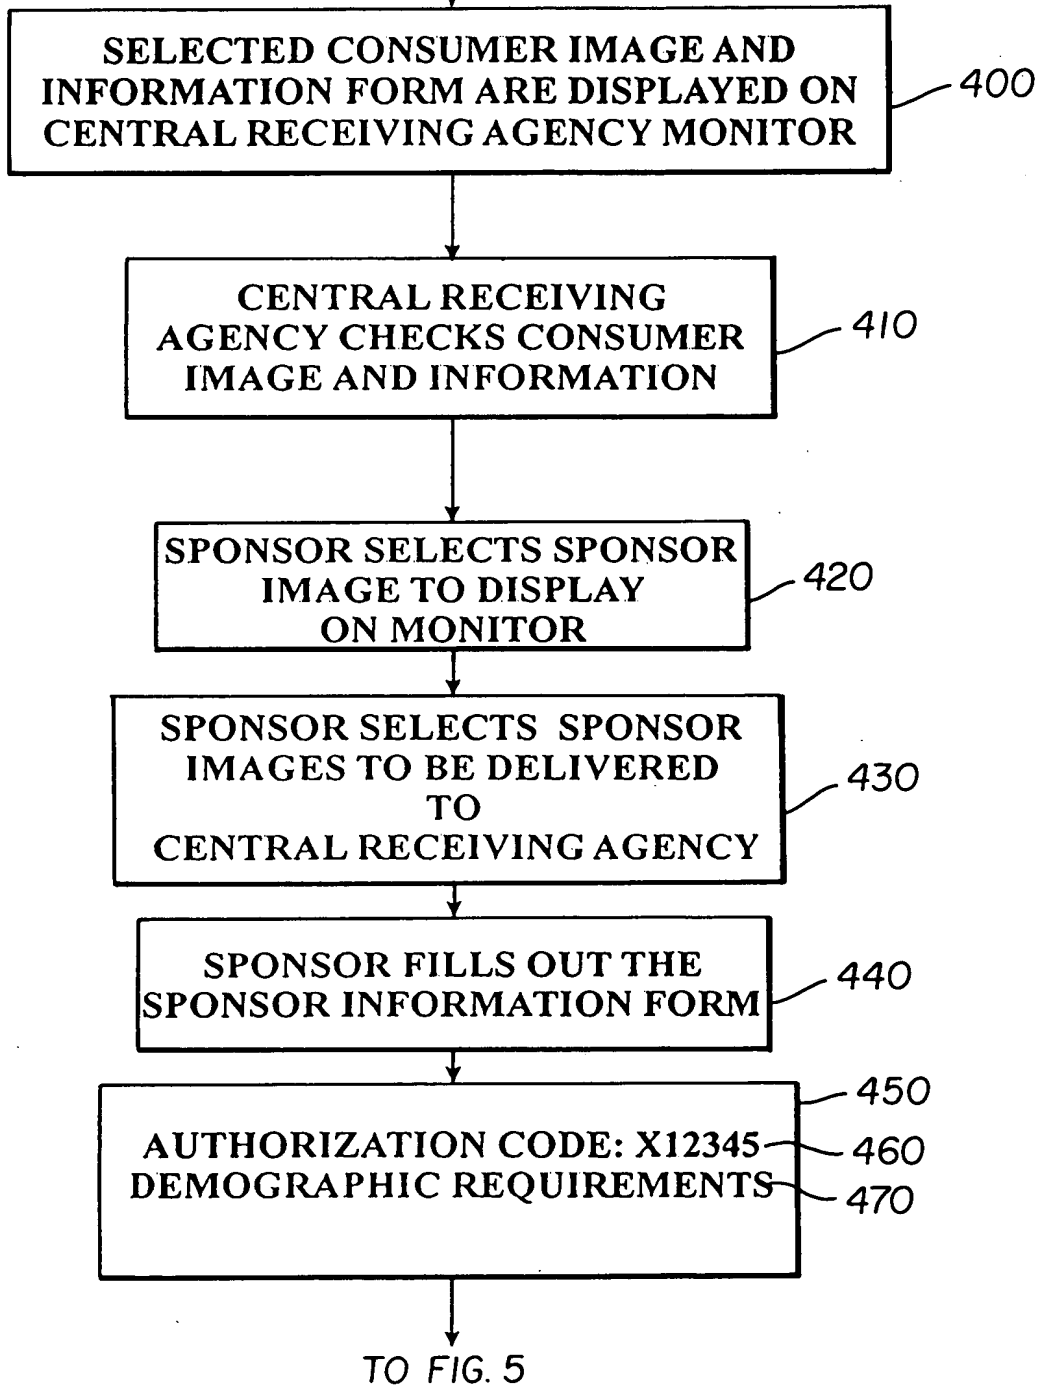 SELECTED CONSUMER IMAGE AND
INFORMATION FORM ARE DISPLAYED ON
CENTRAL RECEIVING AGENCY MONITOR
400
CENTRAL RECEIVING
AGENCY CHECKS CONSUMER
IMAGE AND INFORMATION
410
SPONSOR SELECTS SPONSOR
IMAGE TO DISPLAY
ON MONITOR
420
SPONSOR SELECTS SPONSOR
IMAGES TO BE DELIVERED
TO
CENTRAL RECEIVING AGENCY
430
SPONSOR FILLS OUT THE
SPONSOR INFORMATION FORM
440
450
AUTHORIZATION CODE: X12345 460
DEMOGRAPHIC REQUIREMENTS 470
TO FIG. 5